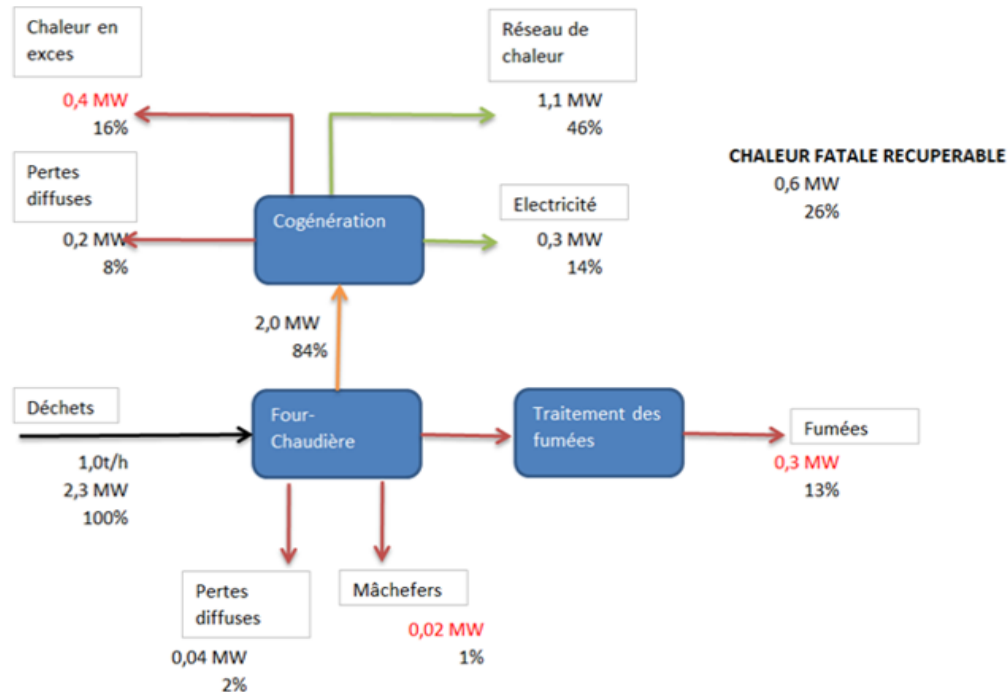 Chaleur en
exces
0,4 MW
16%
Réseau de
chaleur
1,1 MW
46%
CHALEUR FATALE RECUPERABLE
0,6 MW
26%
Pertes
diffuses
0,2 MW
8%
Cogénération
Electricité
0,3 MW
14%
2,0 MW
84%
Déchets
1,0t/h
2,3 MW
100%
Four-
Chaudière
Traitement des
fumées
Fumées
0,3 MW
13%
Pertes
diffuses
0,04 MW
2%
Mâchefers
0,02 MW
1%